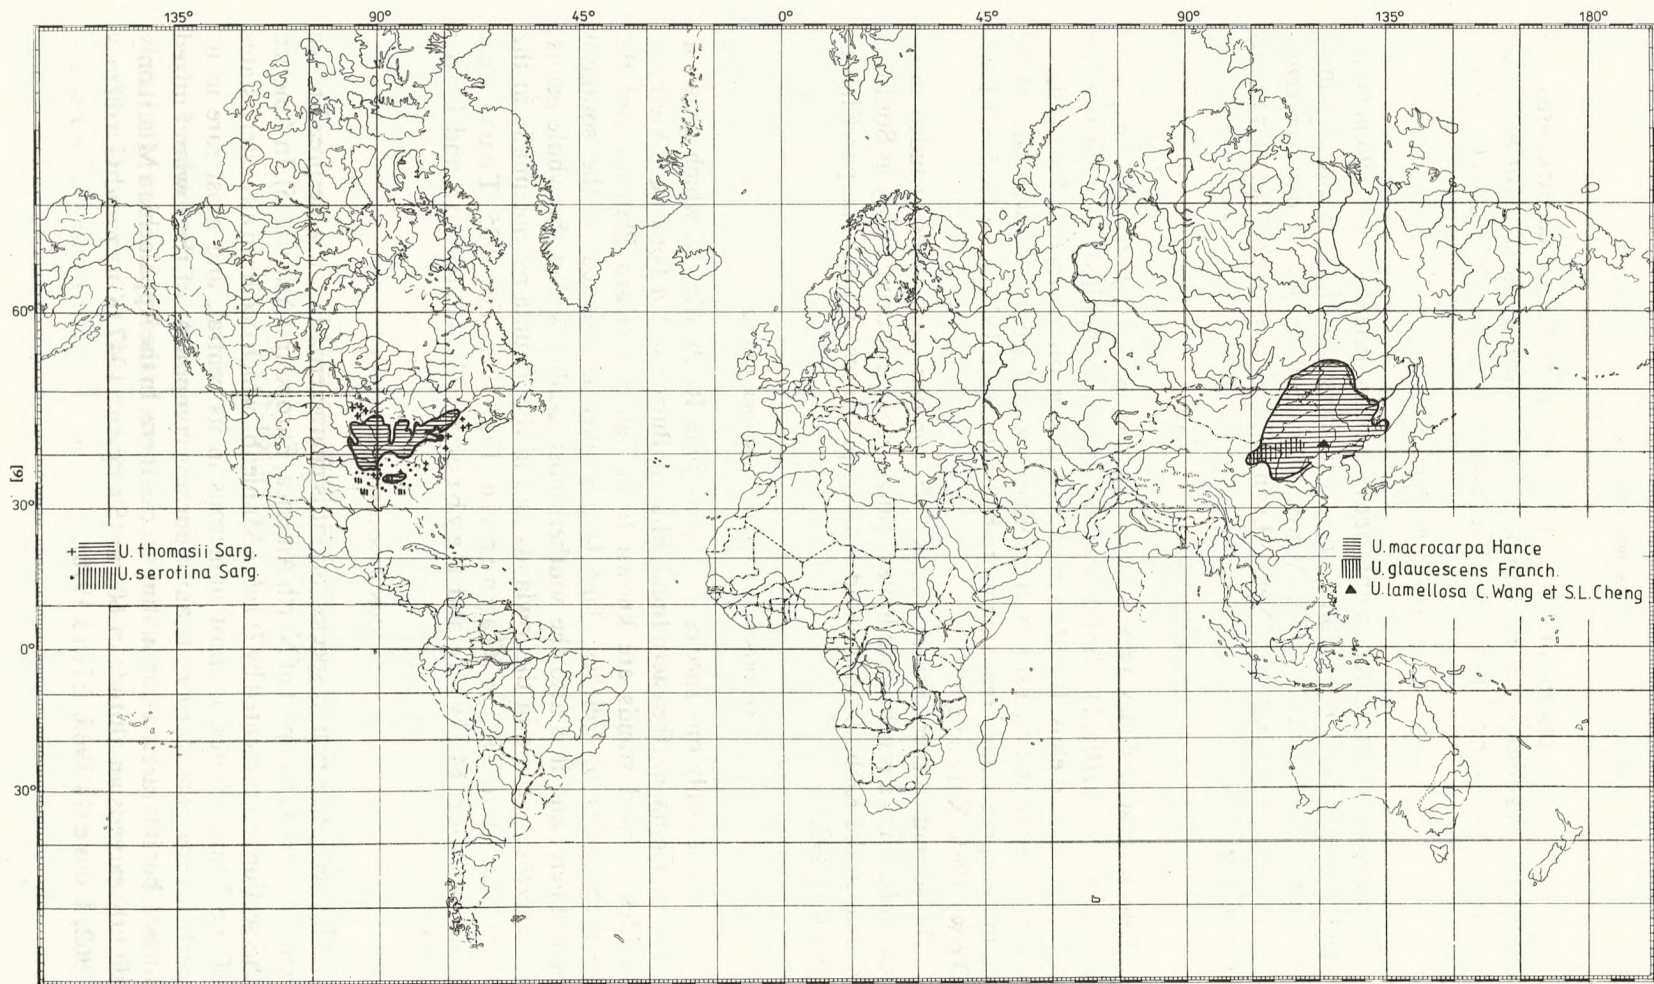 135° 90° 45° 0° 45° 90° 135° 180°
60°
[6]
30°
+ U. thomasii Sarg.
• U. serotina Sarg.
U. macrocarpa Hance
U. glaucescens Franch.
▲ U. lamellosa C. Wang et S.L. Cheng
0°
30°